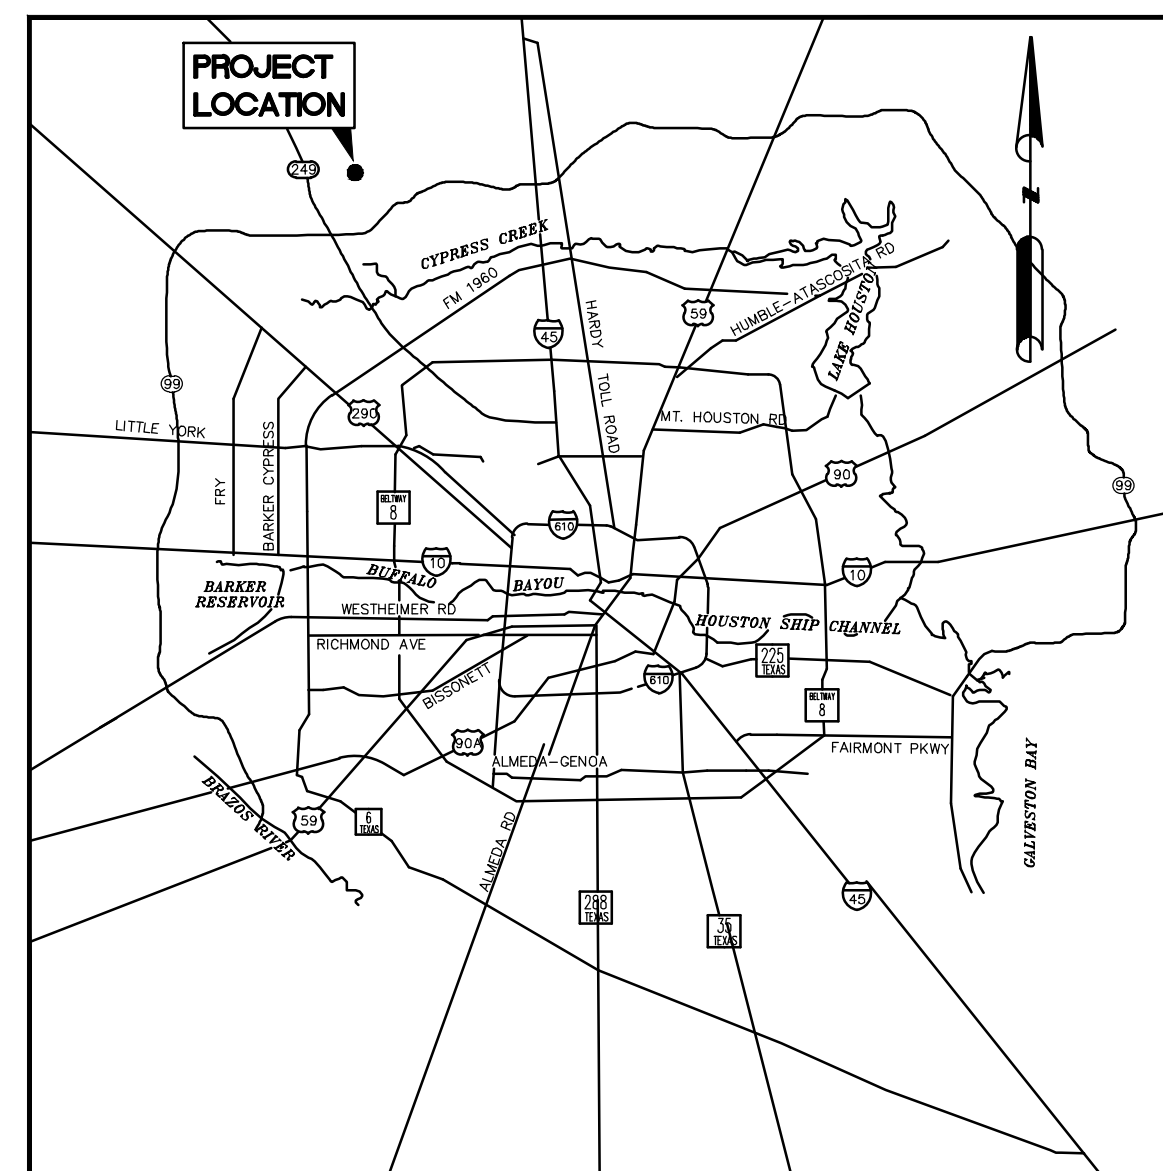 PROJECT
LOCATION
249
N
CYPRESS CREEK
FM 1960
HARDY
TOLL ROAD
45
59
HUMBLE-ATASCOSITA RD
LAKE HOUSTON
99
290
LITTLE YORK
MT. HOUSTON RD
FRY
BARKER CYPRESS
BELTWAY
8
90
99
610
10
10
BUFFALO
BAYOU
BARKER
RESERVOIR
WESTHEIMER RD
HOUSTON SHIP CHANNEL
RICHMOND AVE
225
TEXAS
BISSONETT
610
BELTWAY
8
90A
FAIRMONT PKWY
ALMEDA-GENOA
GALVESTON BAY
BRAZOS RIVER
59
6
TEXAS
ALMEDA RD
288
TEXAS
35
TEXAS
45